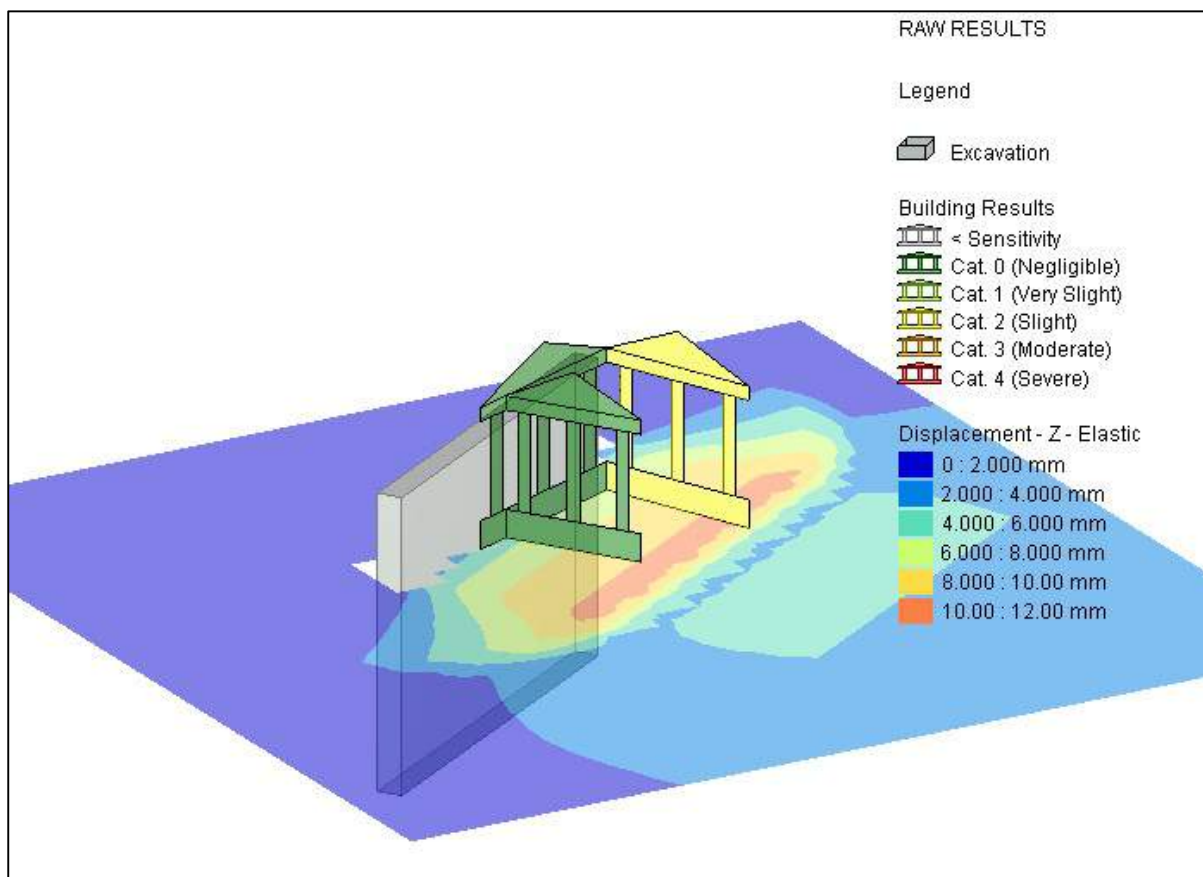 RAW RESULTS
Legend
Excavation
Building Results
< Sensitivity
Cat. 0 (Negligible)
Cat. 1 (Very Slight)
Cat. 2 (Slight)
Cat. 3 (Moderate)
Cat. 4 (Severe)
Displacement - Z - Elastic
0 : 2.000 mm
2.000 : 4.000 mm
4.000 : 6.000 mm
6.000 : 8.000 mm
8.000 : 10.00 mm
10.00 : 12.00 mm